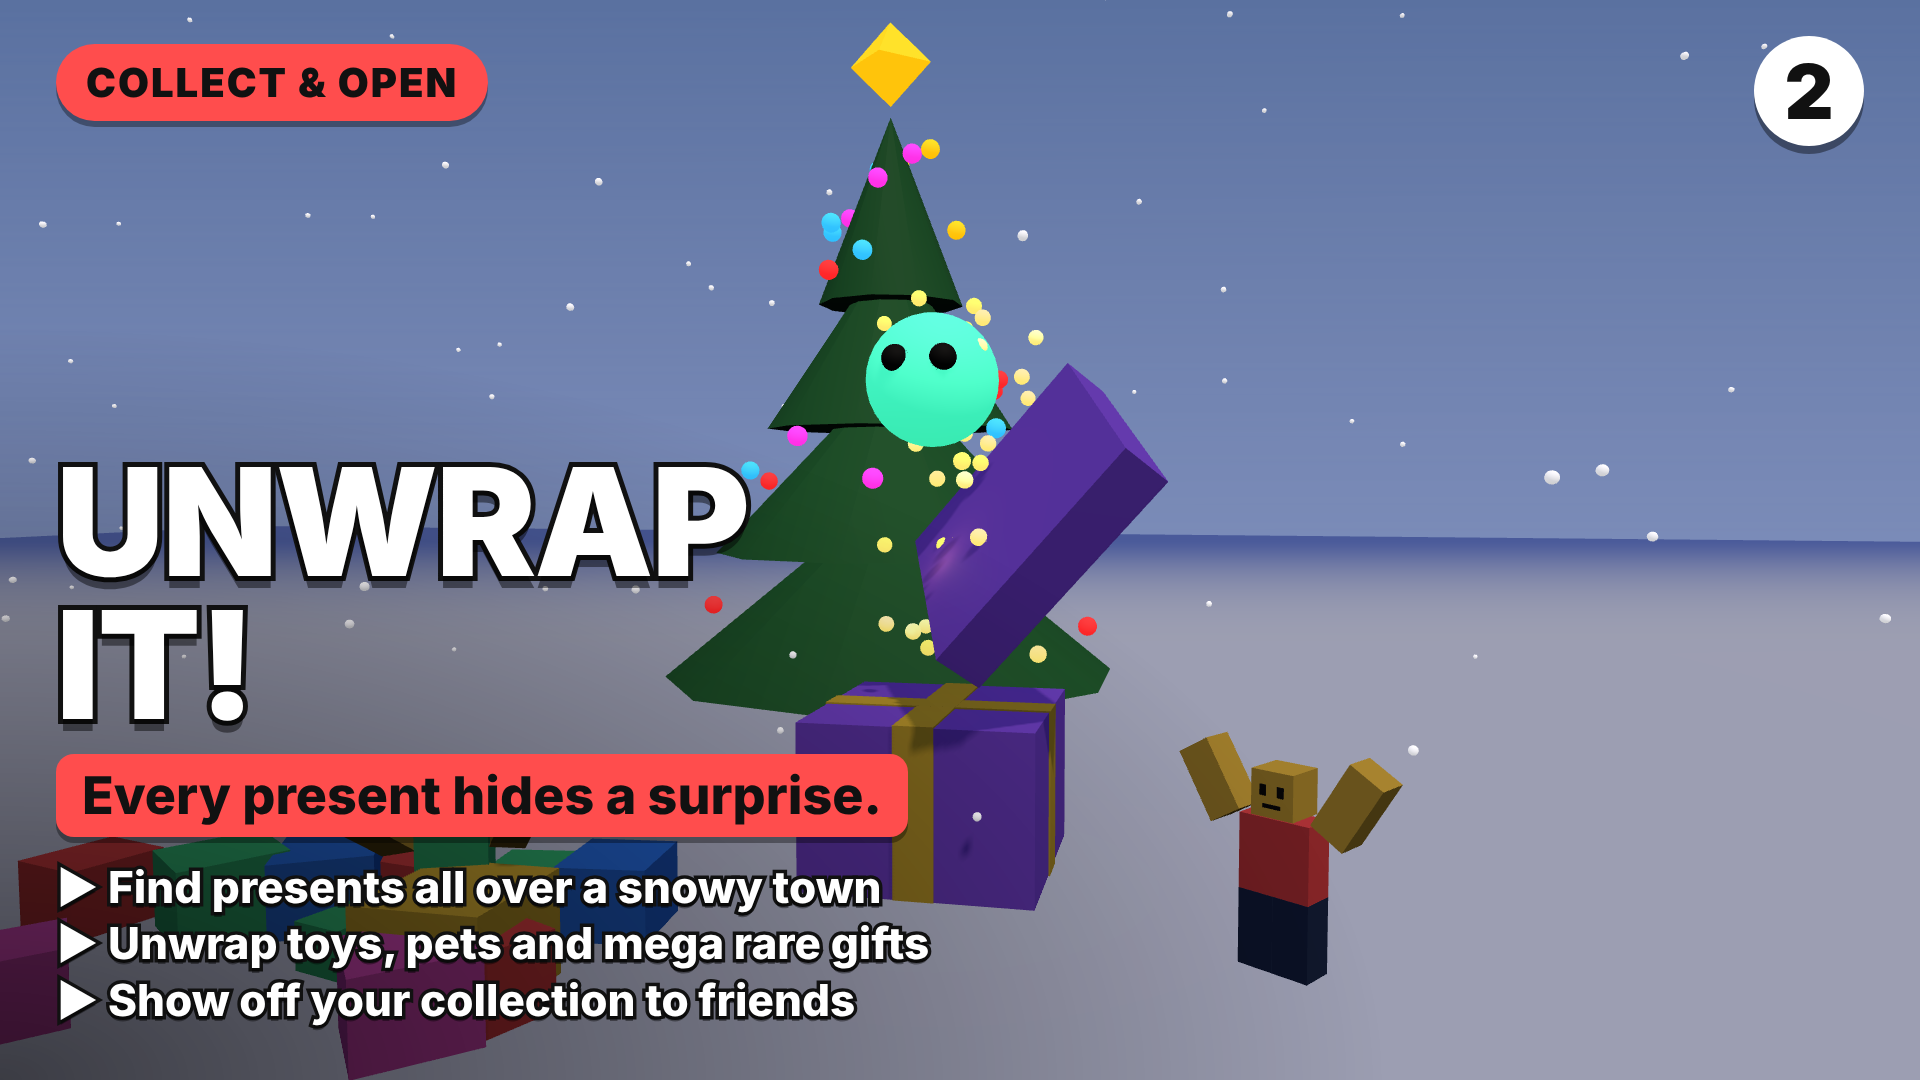 COLLECT & OPEN
2
UNWRAP
IT!
Every present hides a surprise.
▶ Find presents all over a snowy town
▶ Unwrap toys, pets and mega rare gifts
▶ Show off your collection to friends